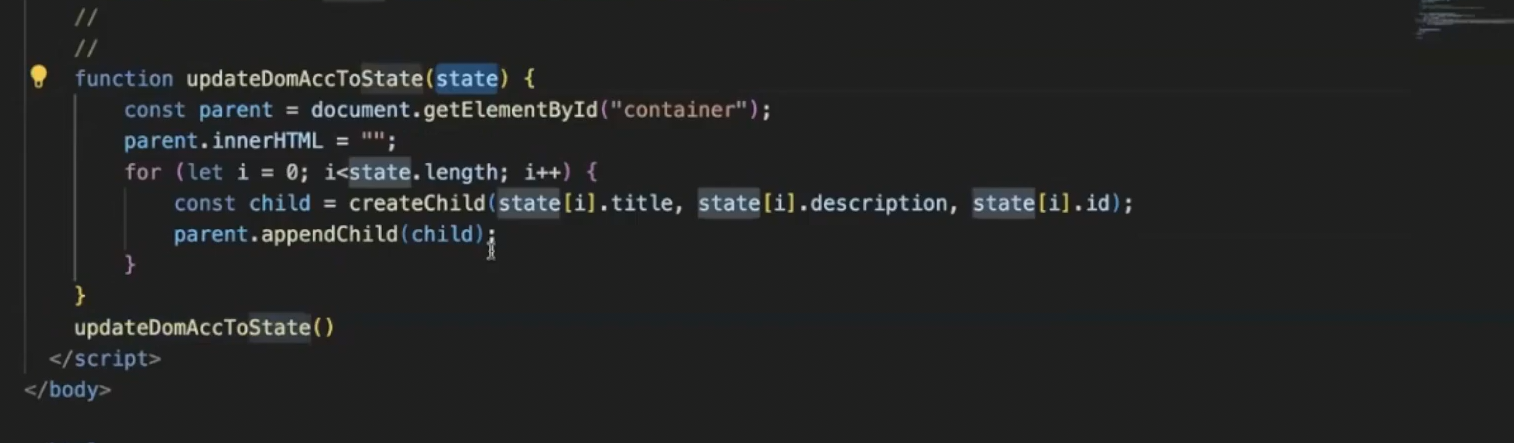 //
//
function updateDomAccToState(state) {
const parent = document.getElementById("container");
parent.innerHTML = "";
for (let i = 0; i<state.length; i++) {
const child = createChild(state[i].title, state[i].description, state[i].id);
parent.appendChild(child);
}
}
updateDomAccToState()
</script>
</body>